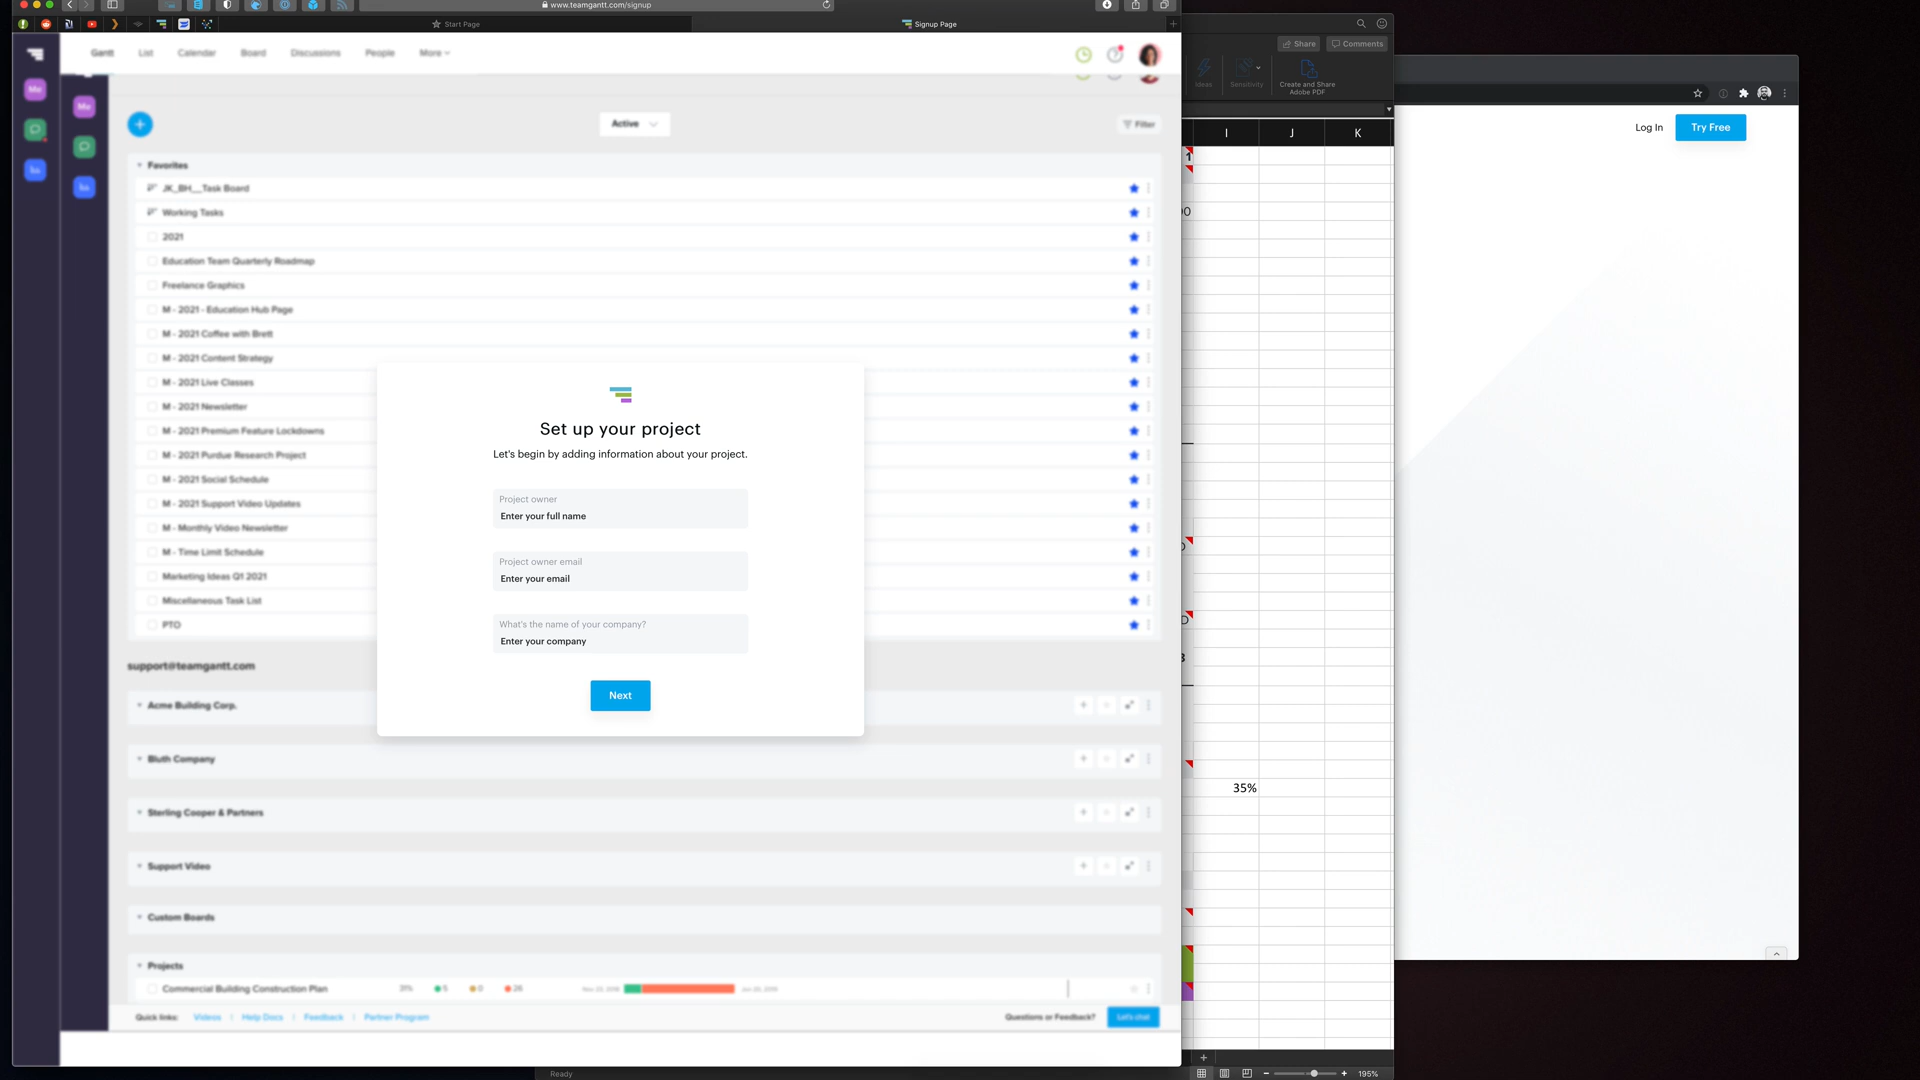 www.teamgantt.com/signup
Start Page
Signup Page
Gantt List Calendar Board Discussions People More
Me
Me
Active
Filter
Favorites
JK_BH__Task Board
Working Tasks
2021
Education Team Quarterly Roadmap
Freelance Graphics
M - 2021 - Education Hub Page
M - 2021 Coffee with Brett
M - 2021 Content Strategy
M - 2021 Live Classes
M - 2021 Newsletter
M - 2021 Premium Feature Lockdowns
M - 2021 Purdue Research Project
M - 2021 Social Schedule
M - 2021 Support Video Updates
M - Monthly Video Newsletter
M - Time Limit Schedule
Marketing Ideas Q1 2021
Miscellaneous Task List
PTO
support@teamgantt.com
Acme Building Corp.
Bluth Company
Sterling Cooper & Partners
Support Video
Custom Boards
Projects
Commercial Building Construction Plan
Quick links: Videos | Help Docs | Feedback | Partner Program
Questions or Feedback? Let's chat
Set up your project
Let's begin by adding information about your project.
Project owner
Enter your full name
Project owner email
Enter your email
What's the name of your company?
Enter your company
Next
Share Comments
Ideas Sensitivity Create and Share
Adobe PDF
I J K
1
35%
Ready
195%
Log In Try Free